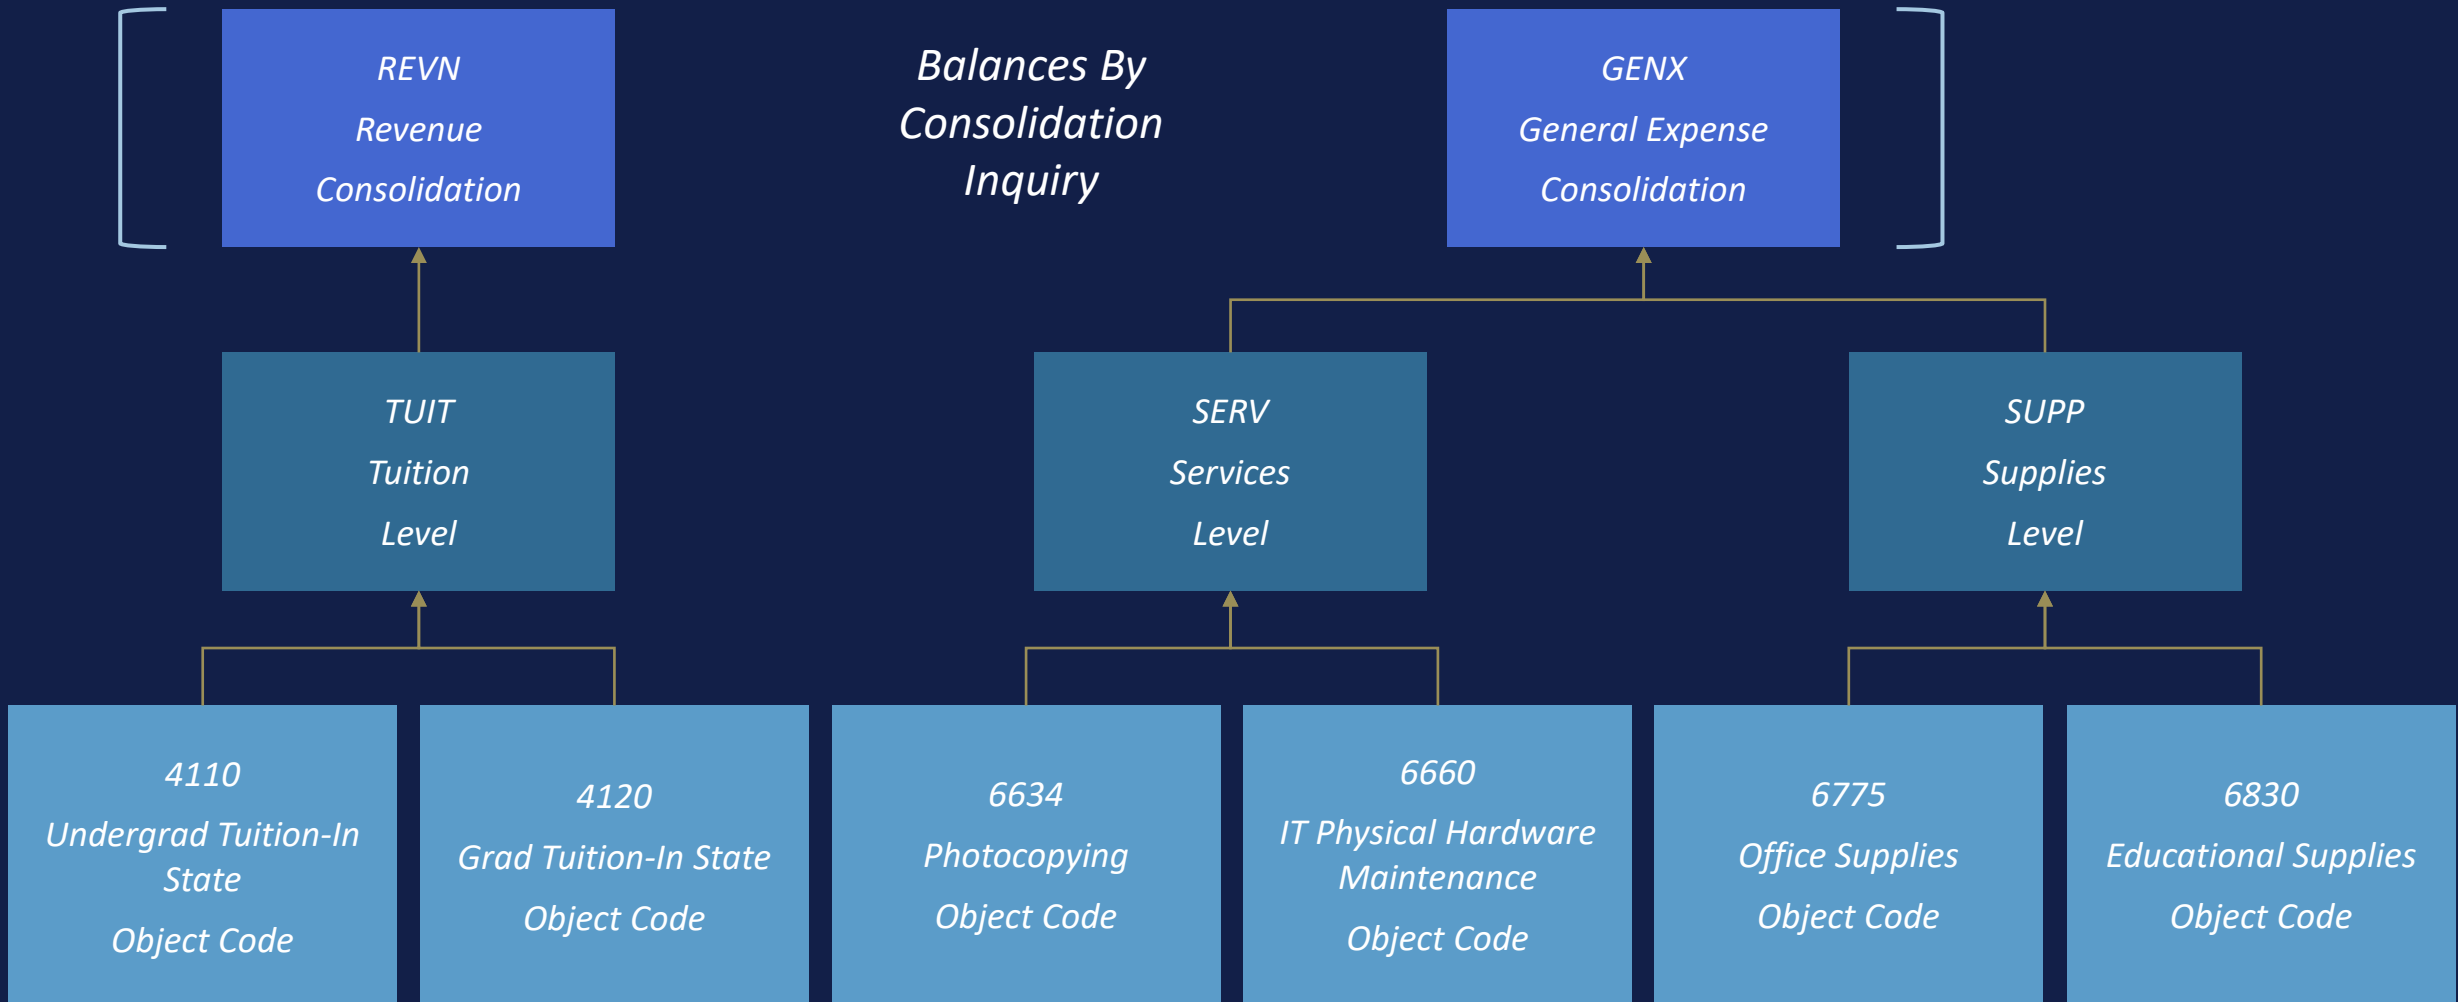 REVN
Revenue
Consolidation
Balances By
Consolidation
Inquiry
GENX
General Expense
Consolidation
TUIT
Tuition
Level
SERV
Services
Level
SUPP
Supplies
Level
4110
Undergrad Tuition-In
State
Object Code
4120
Grad Tuition-In State
Object Code
6634
Photocopying
Object Code
6660
IT Physical Hardware
Maintenance
Object Code
6775
Office Supplies
Object Code
6830
Educational Supplies
Object Code